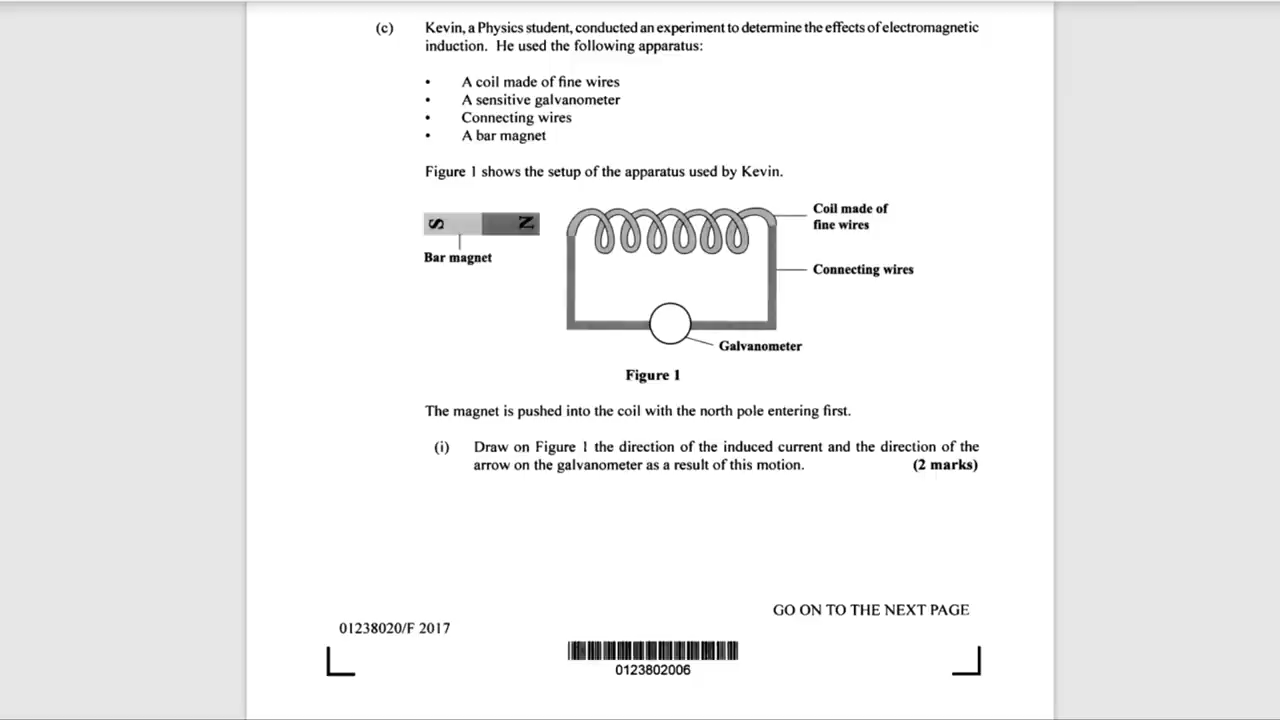 (c) Kevin, a Physics student, conducted an experiment to determine the effects of electromagnetic
induction. He used the following apparatus:
• A coil made of fine wires
• A sensitive galvanometer
• Connecting wires
• A bar magnet
Figure 1 shows the setup of the apparatus used by Kevin.
S N
Bar magnet
Coil made of
fine wires
Connecting wires
Galvanometer
Figure 1
The magnet is pushed into the coil with the north pole entering first.
(i) Draw on Figure 1 the direction of the induced current and the direction of the
arrow on the galvanometer as a result of this motion. (2 marks)
GO ON TO THE NEXT PAGE
01238020/F 2017
0123802006